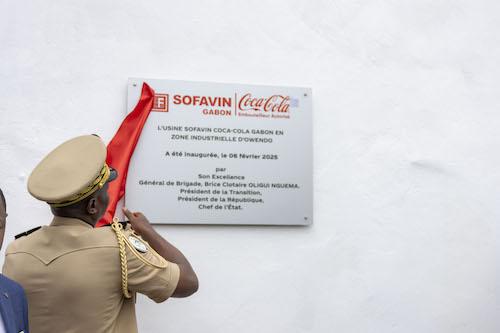 SOFAVIN
GABON
Coca-Cola
Embouteilleur Autorisé
L'USINE SOFAVIN COCA-COLA GABON EN
ZONE INDUSTRIELLE D'OWENDO
A été inaugurée, le 06 février 2025
par
Son Excellence
Général de Brigade, Brice Clotaire OLIGUI NGUEMA.
Président de la Transition,
Président de la République,
Chef de l'État.